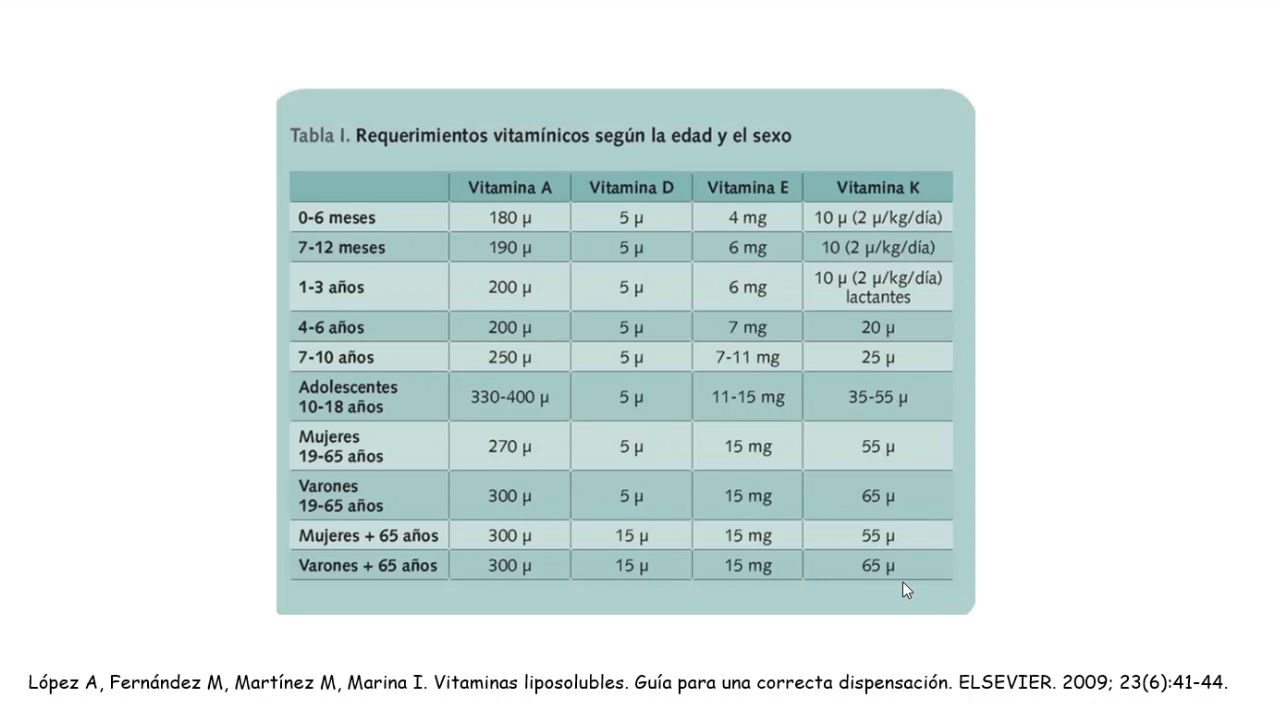 Tabla I. Requerimientos vitamínicos según la edad y el sexo
Vitamina A Vitamina D Vitamina E Vitamina K
0-6 meses 180 µ 5 µ 4 mg 10 µ (2 µ/kg/día)
7-12 meses 190 µ 5 µ 6 mg 10 (2 µ/kg/día)
1-3 años 200 µ 5 µ 6 mg 10 µ (2 µ/kg/día)
lactantes
4-6 años 200 µ 5 µ 7 mg 20 µ
7-10 años 250 µ 5 µ 7-11 mg 25 µ
Adolescentes
10-18 años 330-400 µ 5 µ 11-15 mg 35-55 µ
Mujeres
19-65 años 270 µ 5 µ 15 mg 55 µ
Varones
19-65 años 300 µ 5 µ 15 mg 65 µ
Mujeres + 65 años 300 µ 15 µ 15 mg 55 µ
Varones + 65 años 300 µ 15 µ 15 mg 65 µ
López A, Fernández M, Martínez M, Marina I. Vitaminas liposolubles. Guía para una correcta dispensación. ELSEVIER. 2009; 23(6):41-44.